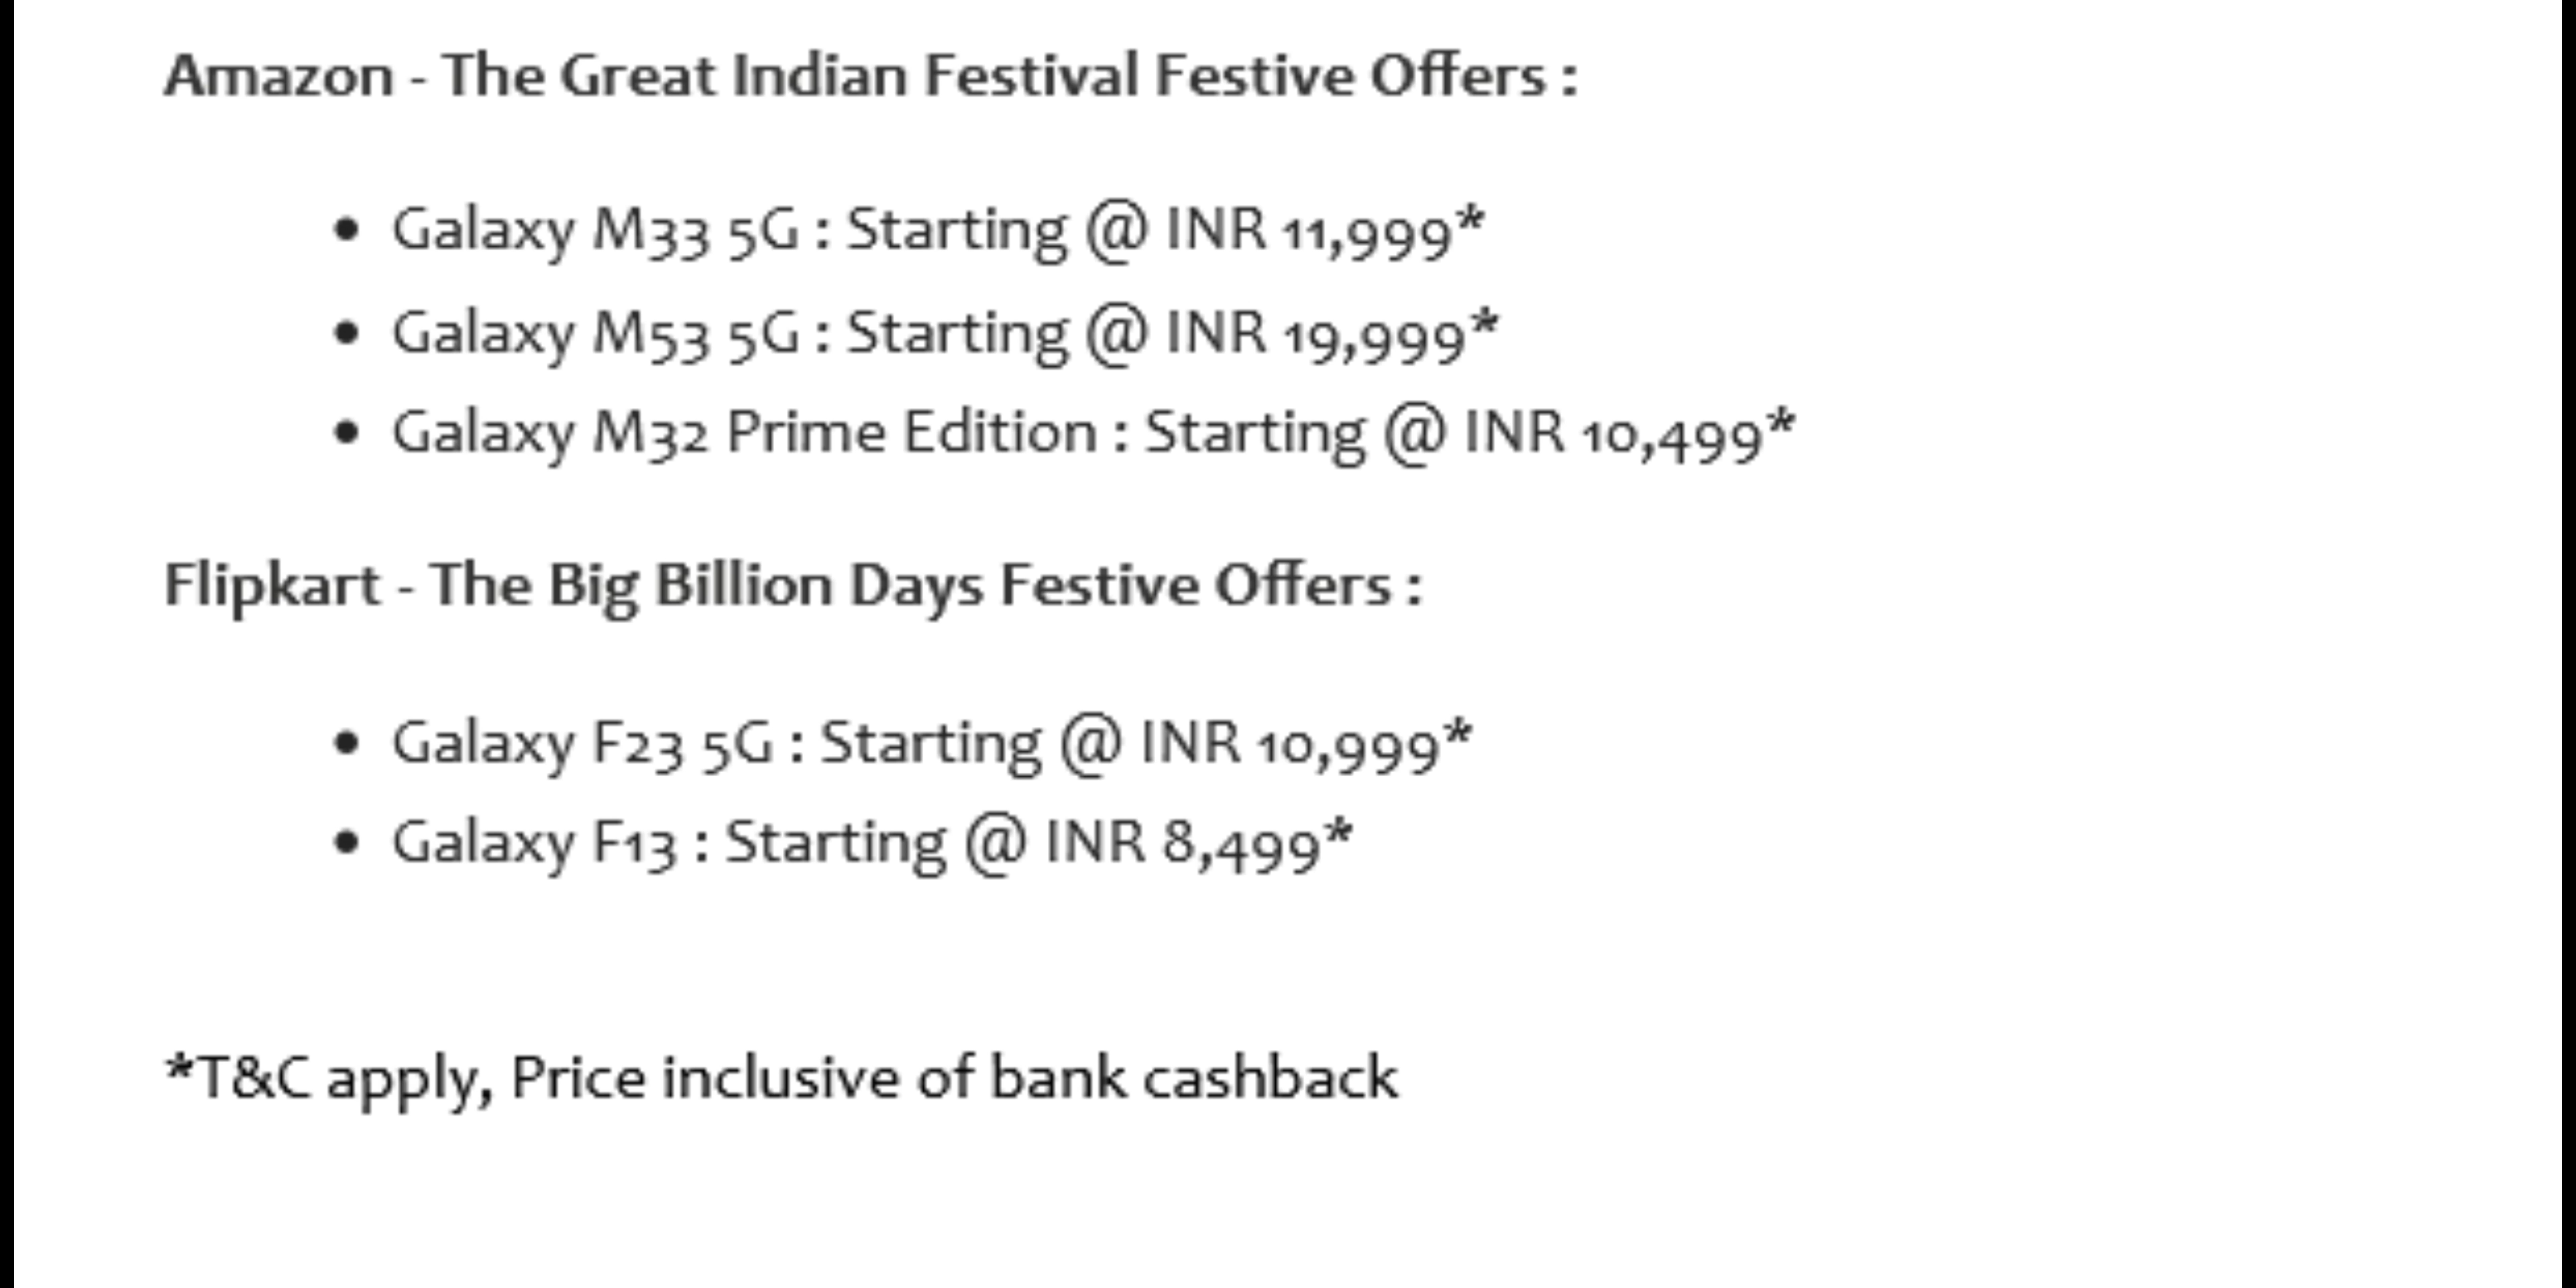 Amazon - The Great Indian Festival Festive Offers :
• Galaxy M33 5G : Starting @ INR 11,999*
• Galaxy M53 5G : Starting @ INR 19,999*
• Galaxy M32 Prime Edition : Starting @ INR 10,499*
Flipkart - The Big Billion Days Festive Offers :
• Galaxy F23 5G : Starting @ INR 10,999*
• Galaxy F13 : Starting @ INR 8,499*
*T&C apply, Price inclusive of bank cashback